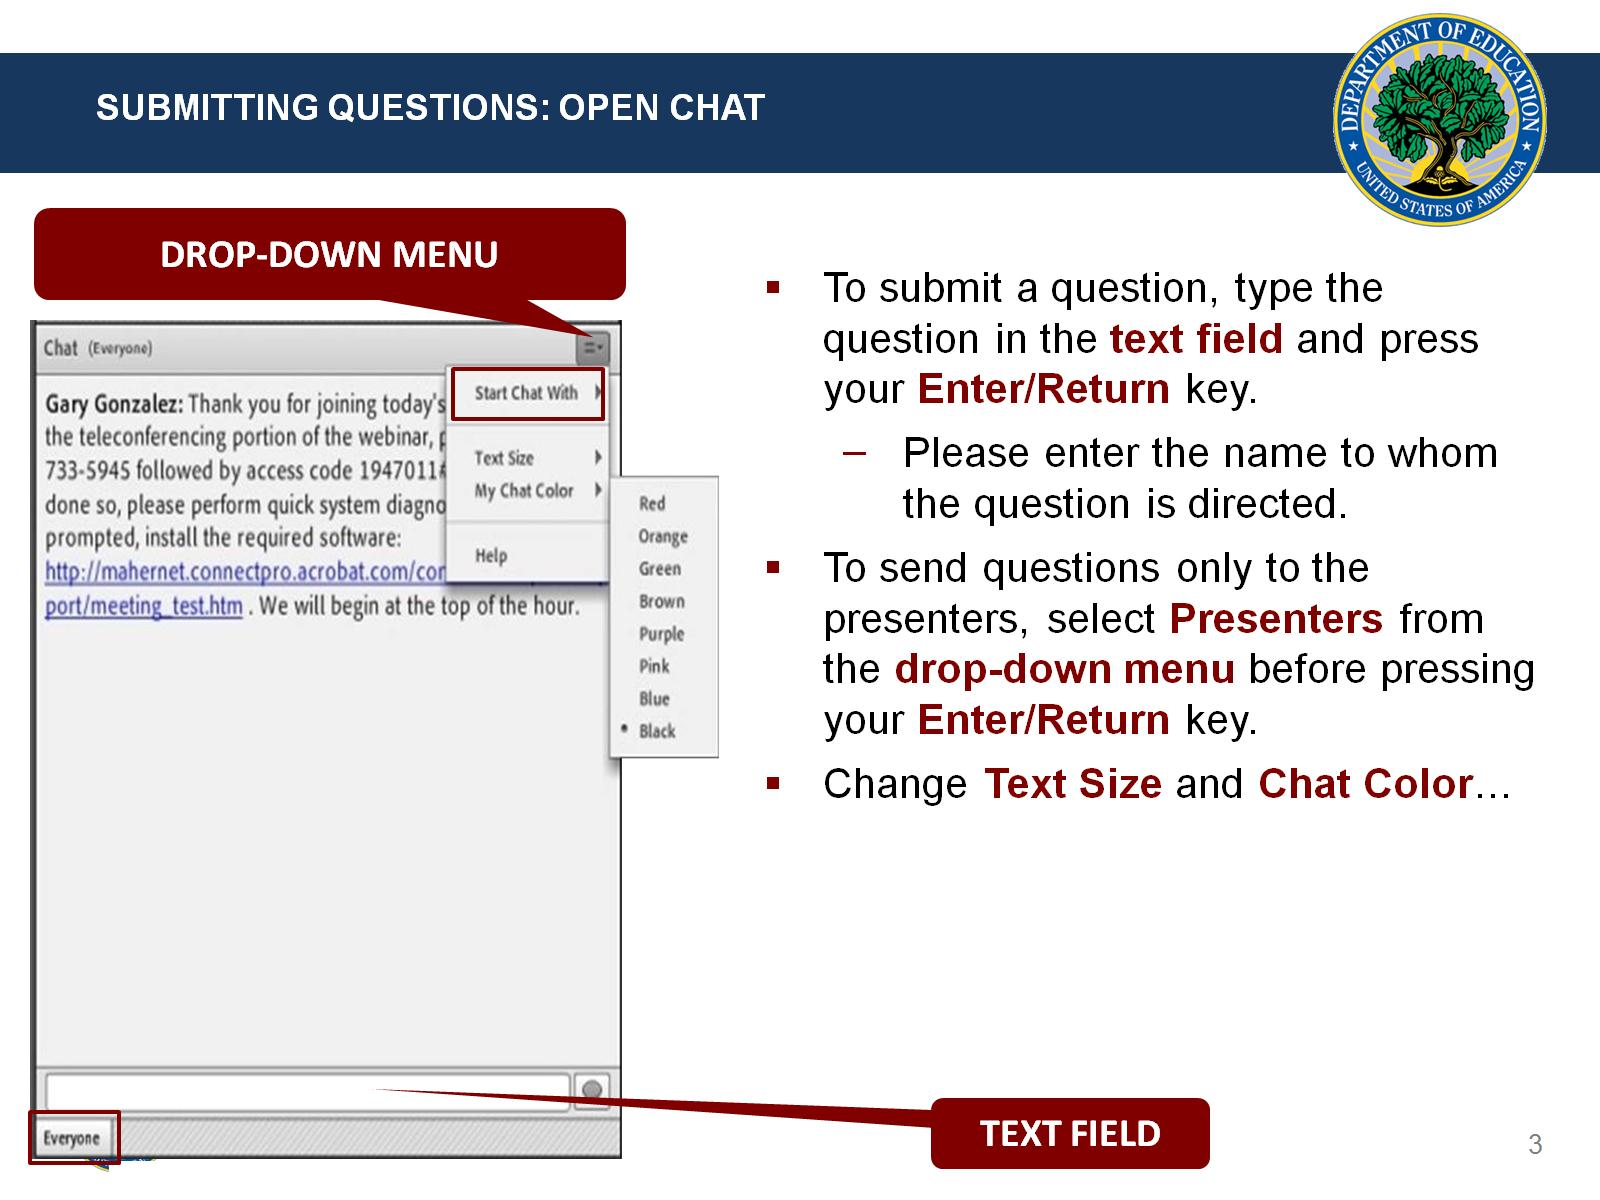 SUBMITTING QUESTIONS: OPEN CHAT
DEPARTMENT OF EDUCATION
UNITED STATES OF AMERICA
DROP-DOWN MENU
Chat (Everyone)
Gary Gonzalez: Thank you for joining today's
the teleconferencing portion of the webinar,
733-5945 followed by access code 1947011#
done so, please perform quick system diagno
prompted, install the required software:
http://mahernet.connectpro.acrobat.com/con
port/meeting_test.htm . We will begin at the top of the hour.
Start Chat With
Text Size
My Chat Color
Help
Red
Orange
Green
Brown
Purple
Pink
Blue
• Black
Everyone
▪ To submit a question, type the
question in the text field and press
your Enter/Return key.
– Please enter the name to whom
the question is directed.
▪ To send questions only to the
presenters, select Presenters from
the drop-down menu before pressing
your Enter/Return key.
▪ Change Text Size and Chat Color…
TEXT FIELD
3